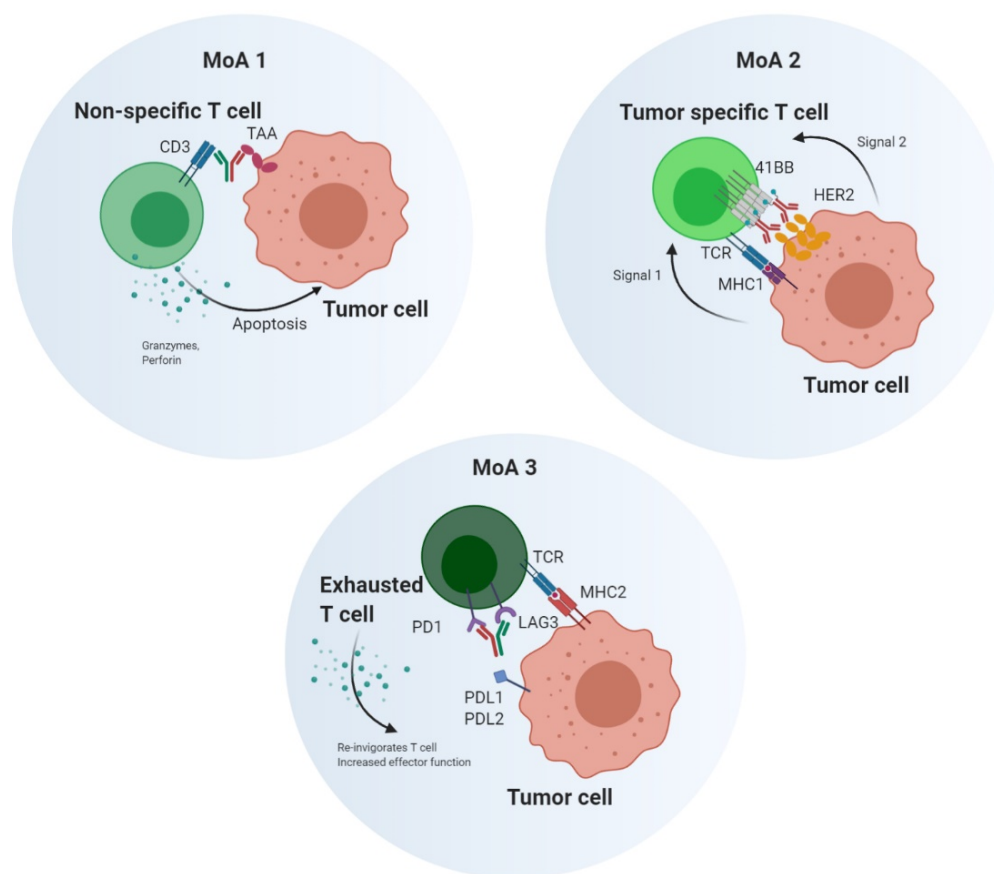 MoA 1
Non-specific T cell
CD3
TAA
Tumor cell
Apoptosis
Granzymes,
Perforin
MoA 2
Tumor specific T cell
Signal 2
41BB
HER2
TCR
Signal 1
MHC1
Tumor cell
MoA 3
TCR
Exhausted
T cell
MHC2
PD1
LAG3
PDL1
PDL2
Re-invigorates T cell
Increased effector function
Tumor cell